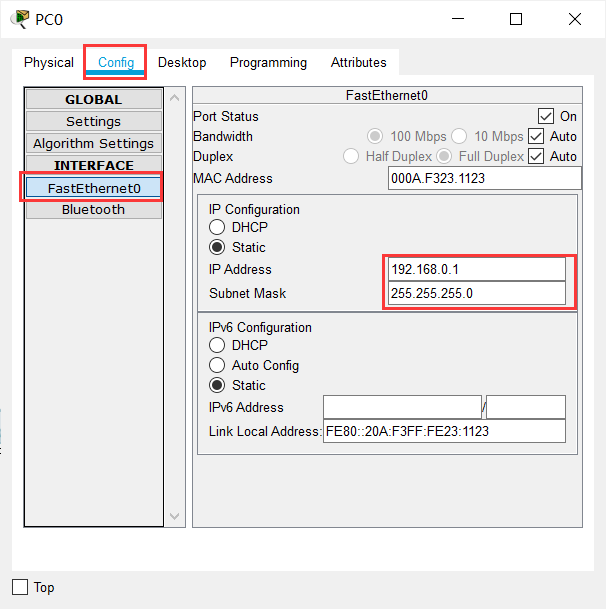 PC0
Physical Config Desktop Programming Attributes
GLOBAL
Settings
Algorithm Settings
INTERFACE
FastEthernet0
Bluetooth
FastEthernet0
Port Status On
Bandwidth 100 Mbps 10 Mbps Auto
Duplex Half Duplex Full Duplex Auto
MAC Address 000A.F323.1123
IP Configuration
DHCP
Static
IP Address 192.168.0.1
Subnet Mask 255.255.255.0
IPv6 Configuration
DHCP
Auto Config
Static
IPv6 Address /
Link Local Address: FE80::20A:F3FF:FE23:1123
Top